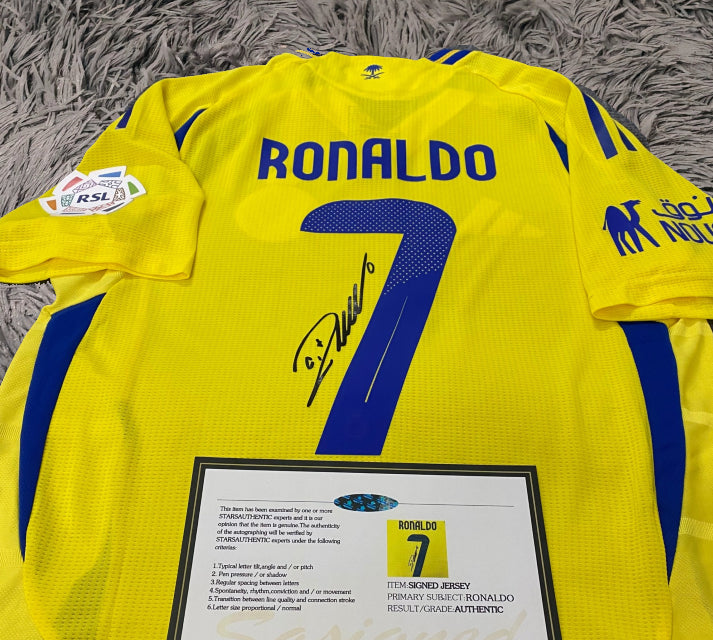 RONALDO
7
RSL
نوق
NOU
This item has been examined by one or more
STARSAUTHENTIC experts and it is our
opinion that the item is genuine.The authenticity
of the autographing will be verified by
STARSAUTHENTIC experts under the following
criterias:
1.Typical letter tilt,angle and / or pitch
2. Pen pressure / or shadow
3.Regular spacing between letters
4.Spontaneity, rhythm,conviction and / or movement
5.Transition between line quality and connection stroke
6.Letter size proportional / normal
RONALDO
7
ITEM:SIGNED JERSEY
PRIMARY SUBJECT:RONALDO
RESULT/GRADE:AUTHENTIC